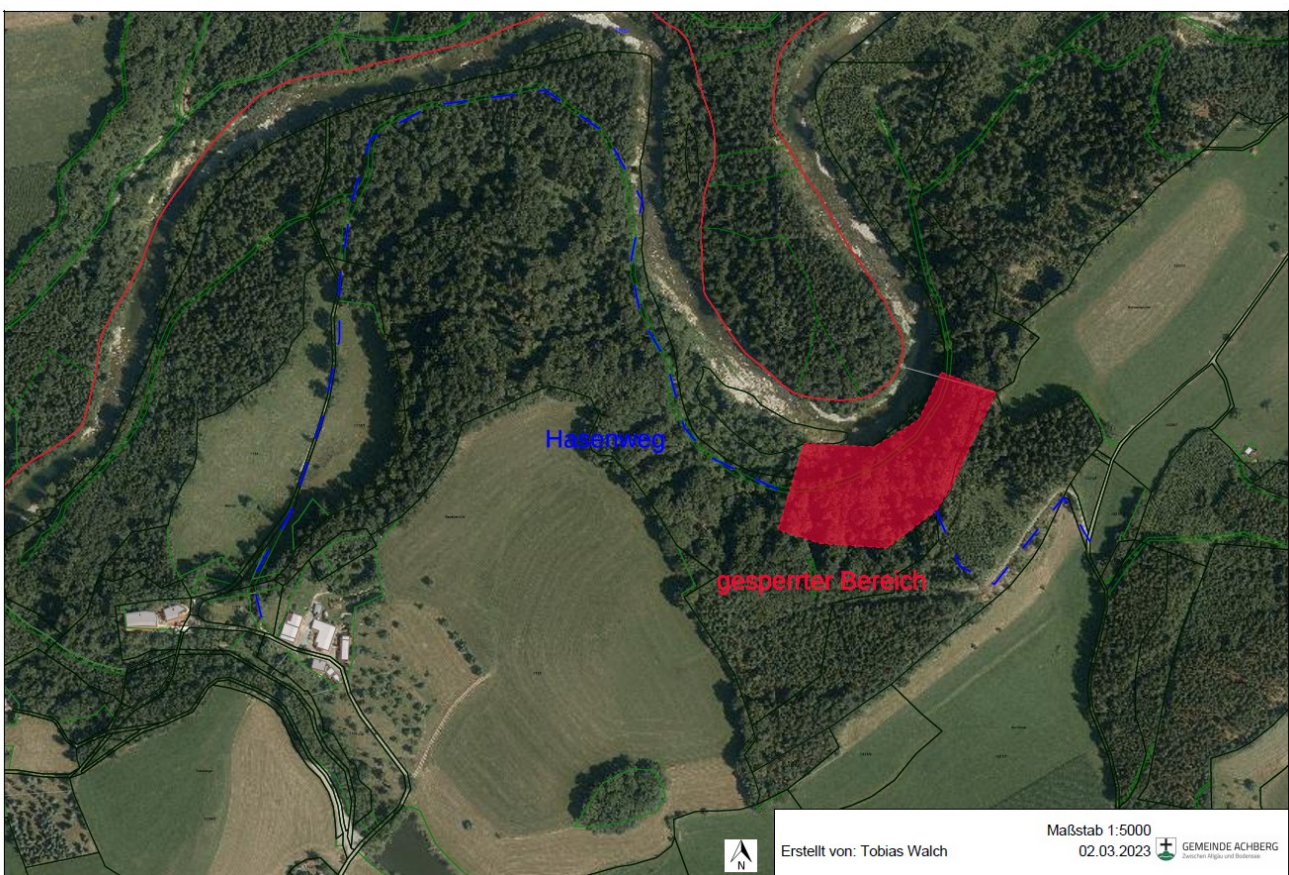 Hasenweg
gesperrter Bereich
N
Erstellt von: Tobias Walch
Maßstab 1:5000
02.03.2023
GEMEINDE ACHBERG
Zwischen Allgäu und Bodensee